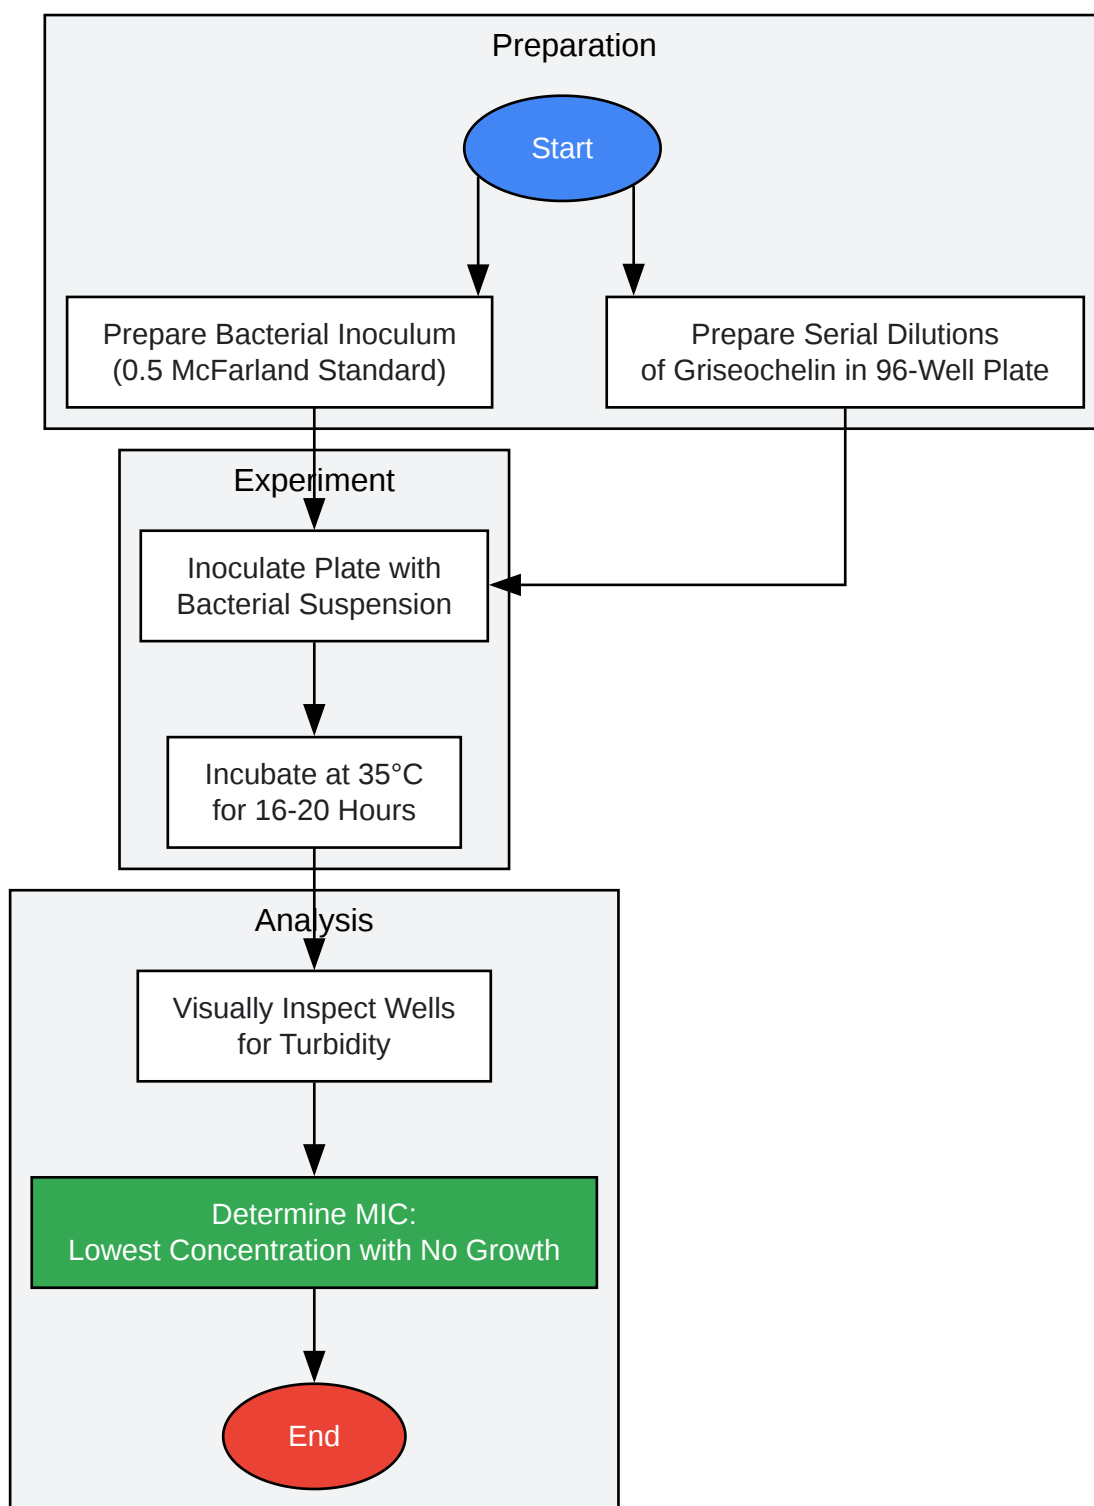 Preparation
Start
Prepare Bacterial Inoculum
(0.5 McFarland Standard)
Prepare Serial Dilutions
of Griseochelin in 96-Well Plate
Experiment
Inoculate Plate with
Bacterial Suspension
Incubate at 35°C
for 16-20 Hours
Analysis
Visually Inspect Wells
for Turbidity
Determine MIC:
Lowest Concentration with No Growth
End